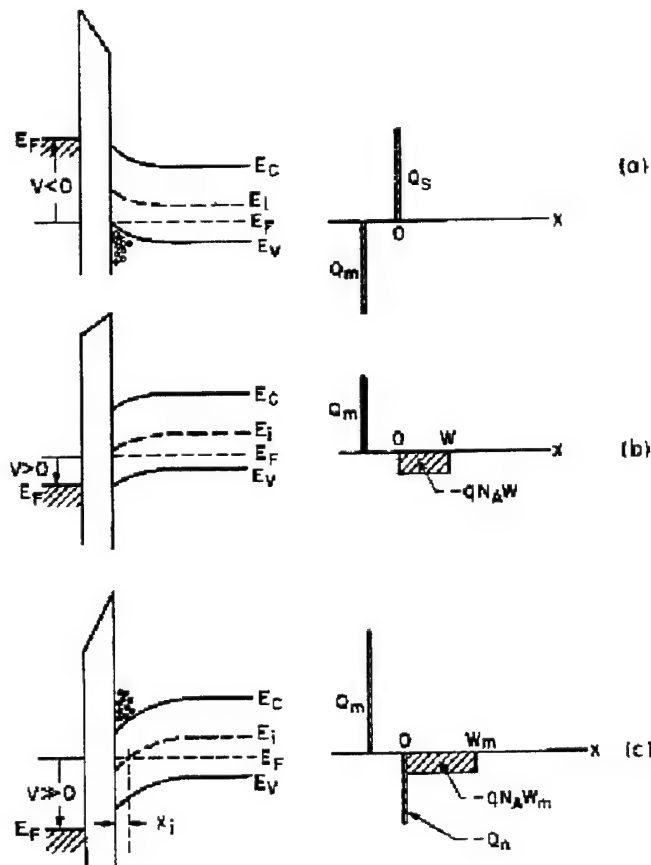 E_F
V<0
E_C
E_i
E_F
E_V
Q_S
0
x
Q_m
(a)
E_C
E_i
E_F
E_V
V>0
E_F
Q_m
0
W
x
-qN_AW
(b)
E_C
E_i
E_F
E_V
V≫0
E_F
x_i
Q_m
0
W_m
x
-qN_AW_m
-Q_n
(c)